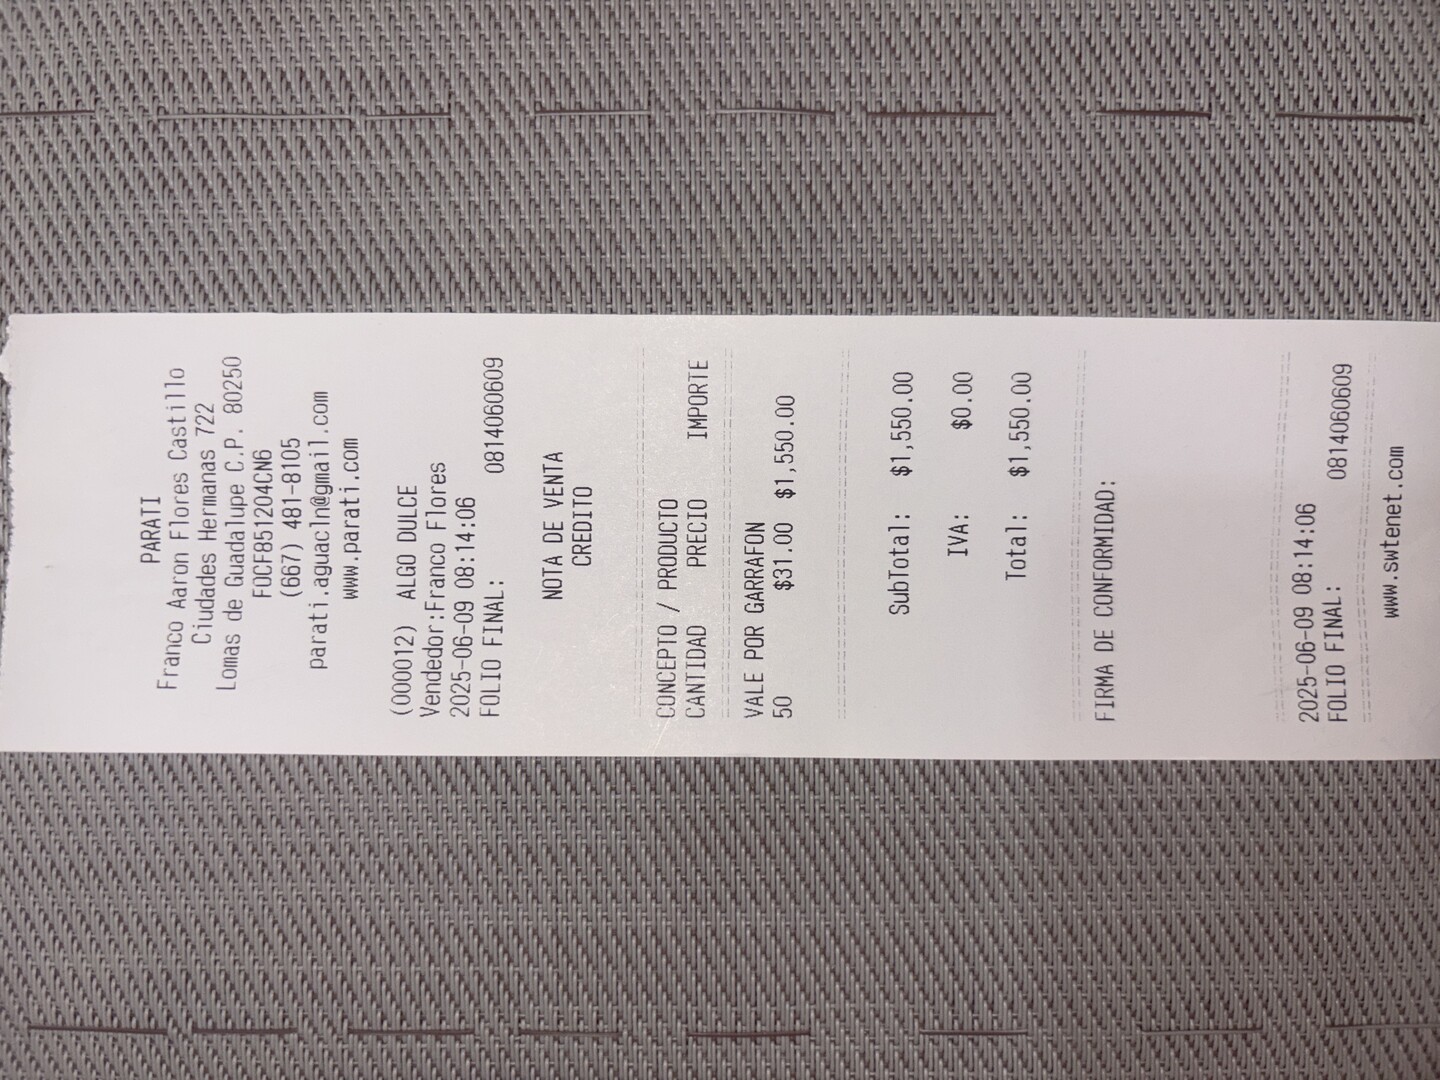 PARATI
Franco Aaron Flores Castillo
Ciudades Hermanas 722
Lomas de Guadalupe C.P. 80250
FOCF851204CN6
(667) 481-8105
parati.aguacln@gmail.com
www.parati.com
(000012) ALGO DULCE
Vendedor:Franco Flores
2025-06-09 08:14:06
FOLIO FINAL: 0814060609
NOTA DE VENTA
CREDITO
CONCEPTO / PRODUCTO
CANTIDAD PRECIO IMPORTE
VALE POR GARRAFON
50 $31.00 $1,550.00
SubTotal: $1,550.00
IVA: $0.00
Total: $1,550.00
FIRMA DE CONFORMIDAD:
2025-06-09 08:14:06
FOLIO FINAL: 0814060609
www.swtenet.com